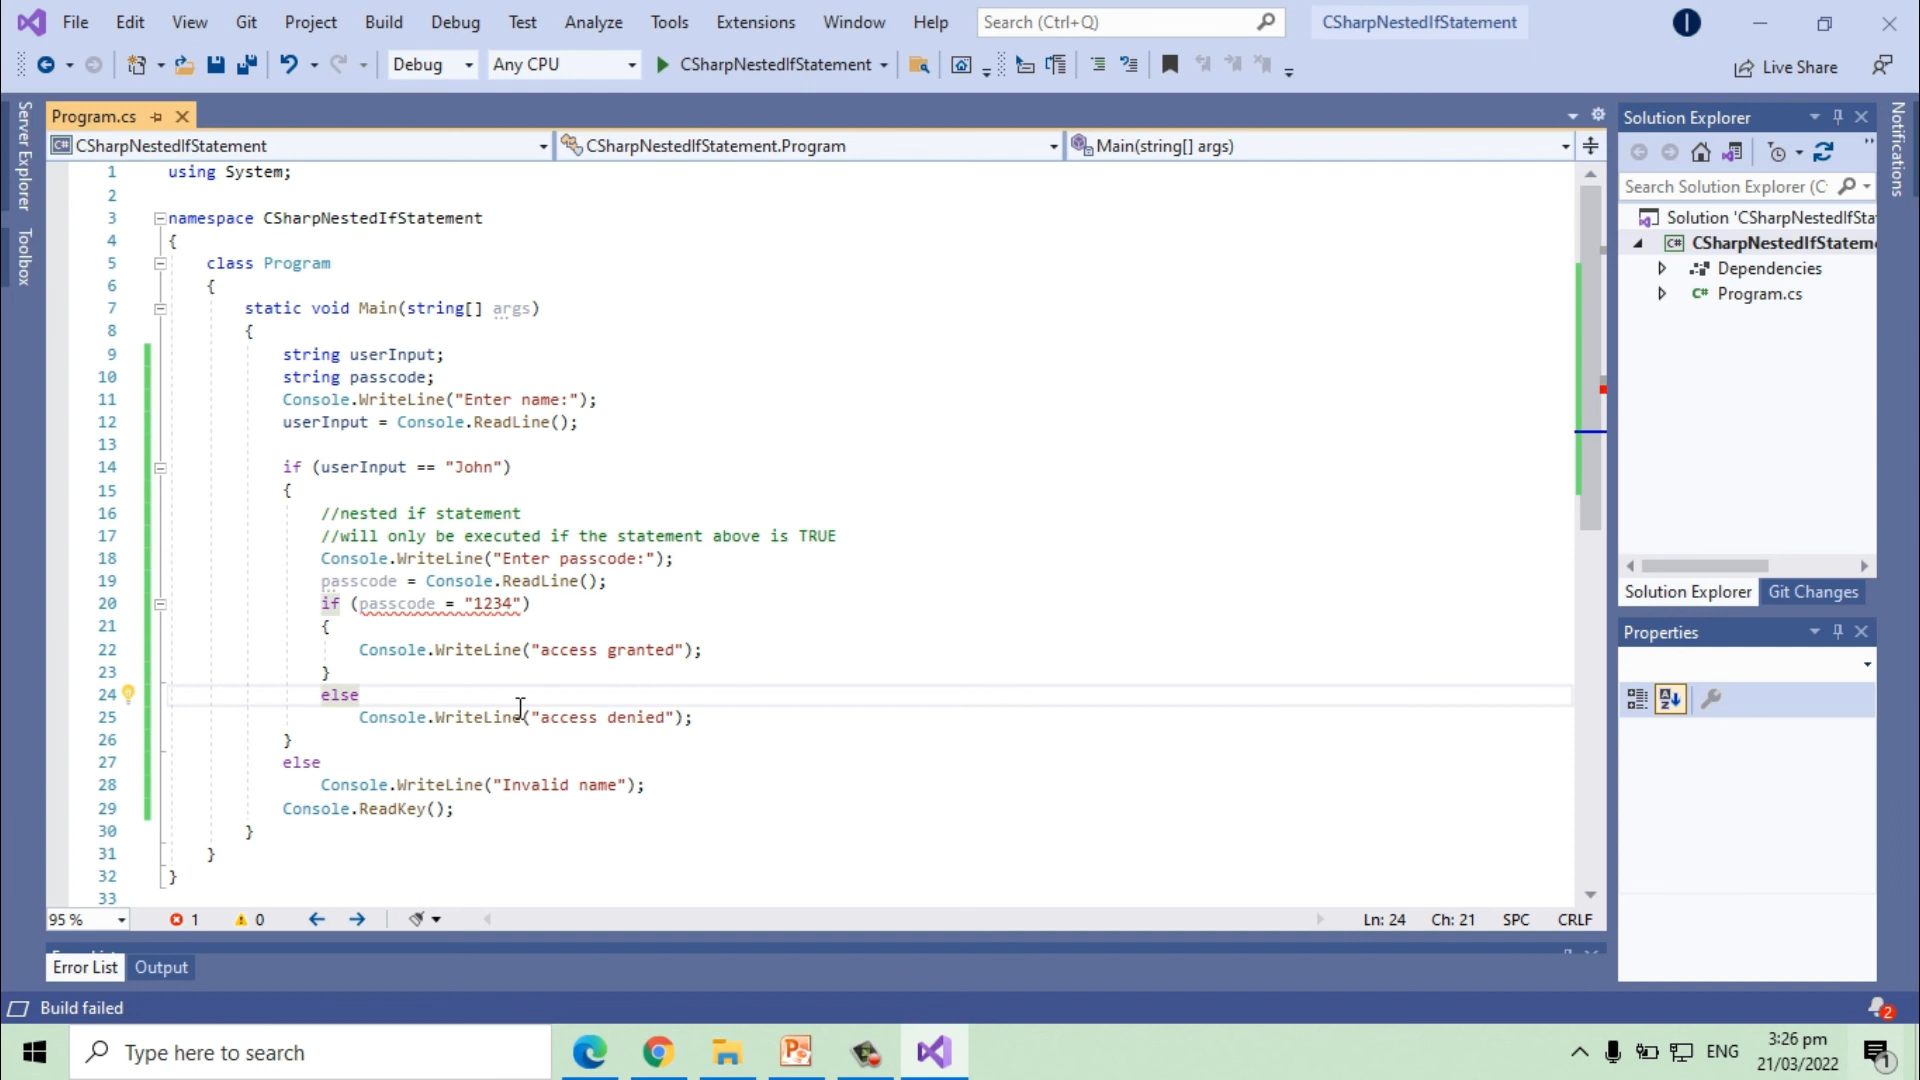 File Edit View Git Project Build Debug Test Analyze Tools Extensions Window Help Search (Ctrl+Q) CSharpNestedIfStatement
Debug Any CPU CSharpNestedIfStatement Live Share
Program.cs
CSharpNestedIfStatement CSharpNestedIfStatement.Program Main(string[] args)
Server Explorer
Toolbox
1 using System;
2
3 namespace CSharpNestedIfStatement
4 {
5 class Program
6 {
7 static void Main(string[] args)
8 {
9 string userInput;
10 string passcode;
11 Console.WriteLine("Enter name:");
12 userInput = Console.ReadLine();
13
14 if (userInput == "John")
15 {
16 //nested if statement
17 //will only be executed if the statement above is TRUE
18 Console.WriteLine("Enter passcode:");
19 passcode = Console.ReadLine();
20 if (passcode = "1234")
21 {
22 Console.WriteLine("access granted");
23 }
24 else
25 Console.WriteLine("access denied");
26 }
27 else
28 Console.WriteLine("Invalid name");
29 Console.ReadKey();
30 }
31 }
32 }
33
95 % 1 0 Ln: 24 Ch: 21 SPC CRLF
Error List Output
Solution Explorer
Search Solution Explorer (C
Solution 'CSharpNestedIfSta
CSharpNestedIfStatem
Dependencies
C# Program.cs
Solution Explorer Git Changes
Properties
Notifications
Build failed 2
Type here to search ENG 3:26 pm
21/03/2022 1